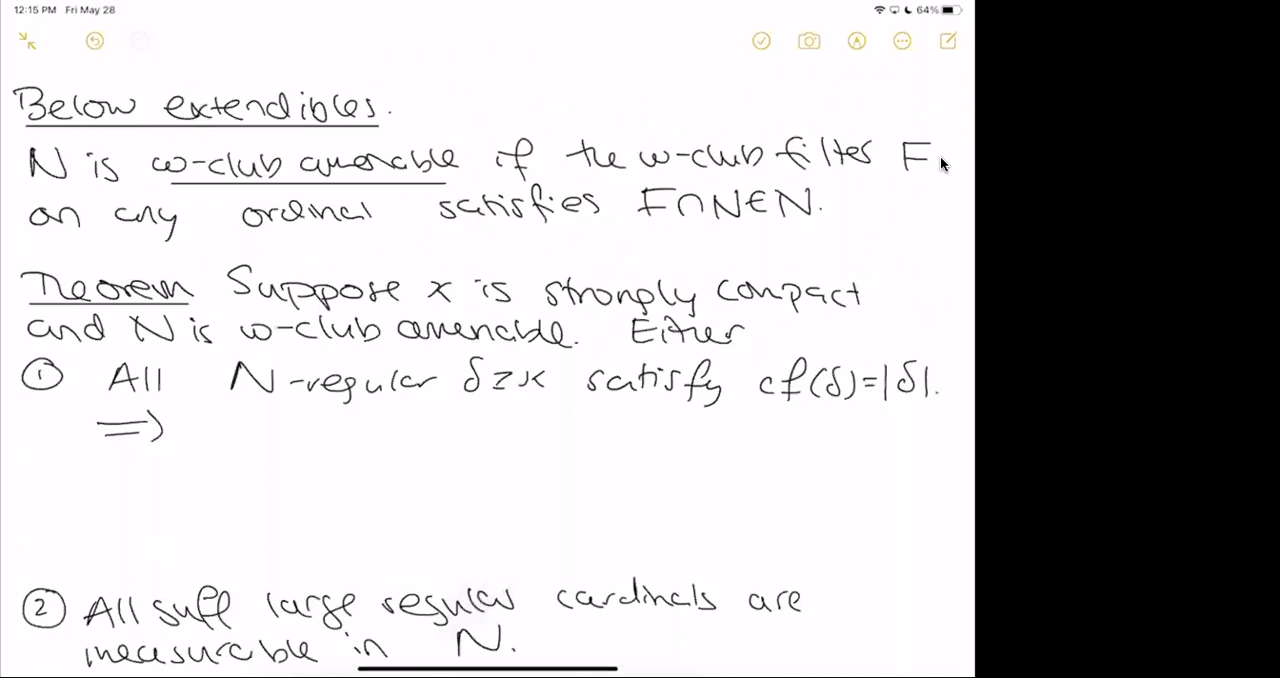 12:15 PM Fri May 28 64%
Below extendibles.
N is ω-club amenable if the ω-club filter F
on any ordinal satisfies F∩N∈N.
Theorem Suppose κ is strongly compact
and N is ω-club amenable. Either
① All N-regular δ≥κ satisfy cf(δ)=|δ|.
⇒
② All suff large regular cardinals are
measurable in N.